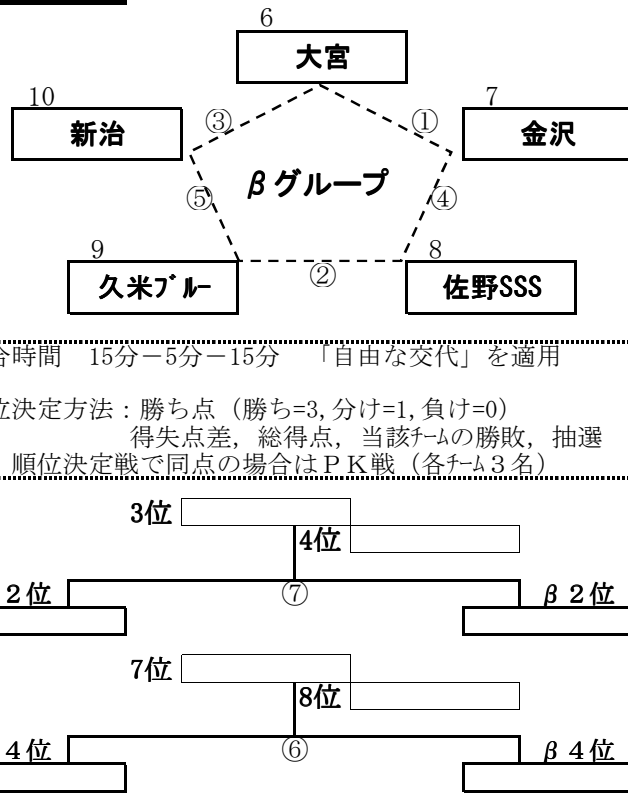 6
大宮
10
7
新治
③
①
金沢
βグループ
⑤
④
9
8
久米ブルー
②
佐野SSS
合時間　15分－5分－15分　「自由な交代」を適用
位決定方法：勝ち点（勝ち=3,分け=1,負け=0）
得失点差，総得点，当該チームの勝敗，抽選
順位決定戦で同点の場合はＰＫ戦（各チーム３名）
3位
4位
２位
⑦
β２位
7位
8位
４位
⑥
β４位